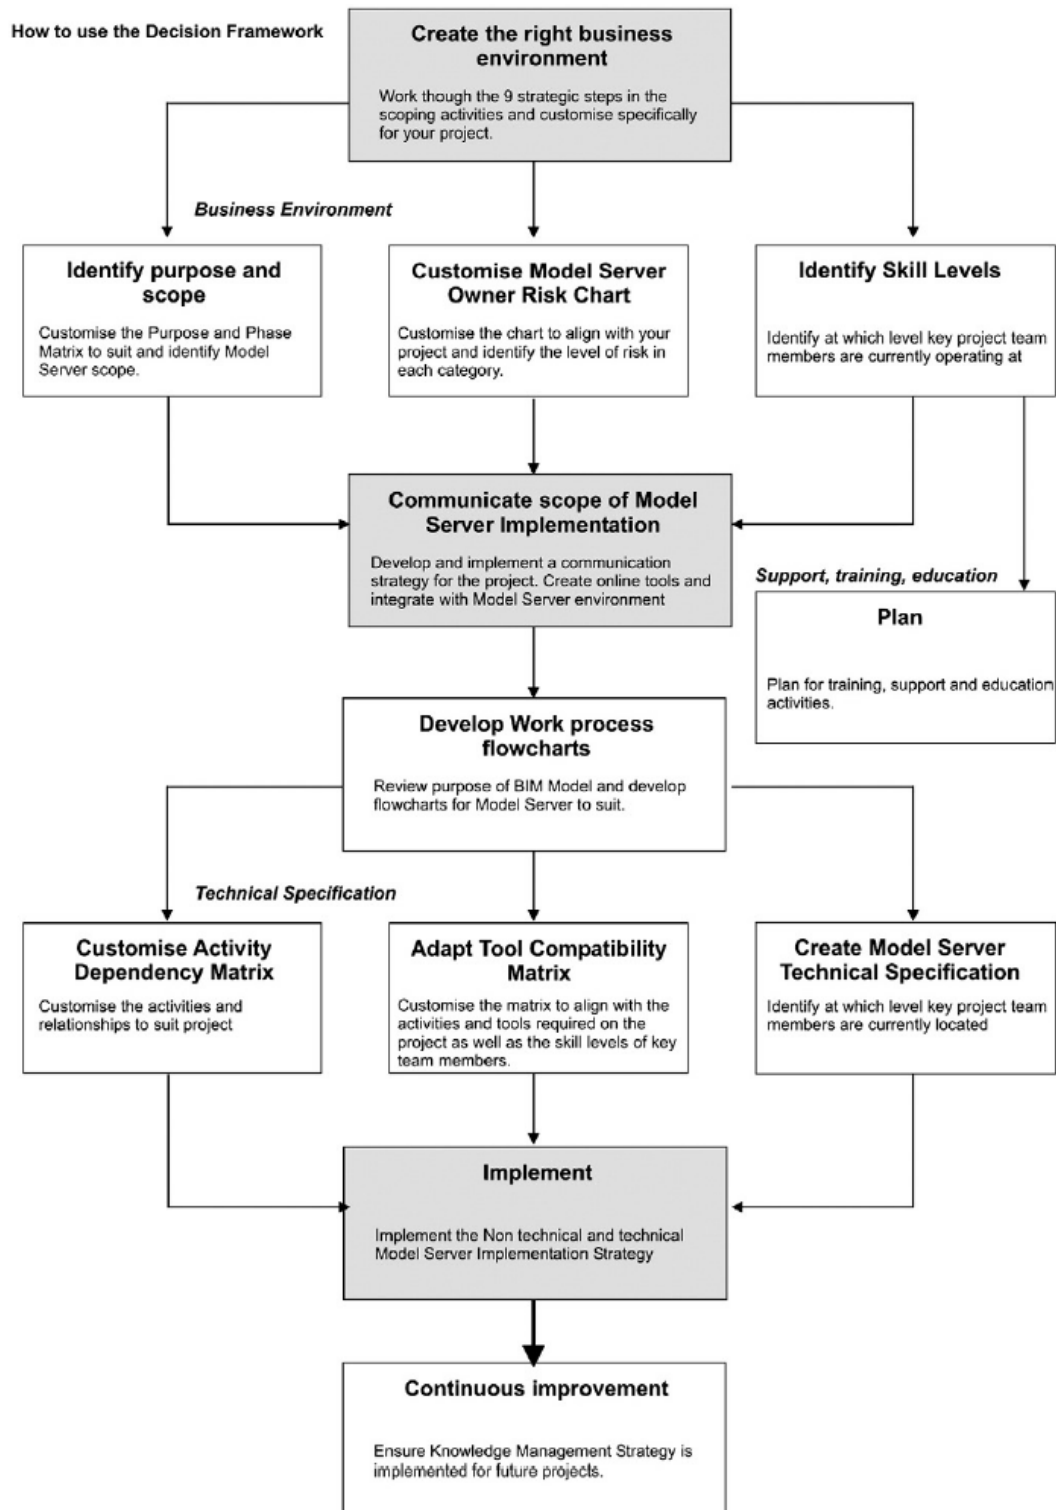 How to use the Decision Framework
Create the right business
environment
Work though the 9 strategic steps in the
scoping activities and customise specifically
for your project.
Business Environment
Identify purpose and
scope
Customise the Purpose and Phase
Matrix to suit and identify Model
Server scope.
Customise Model Server
Owner Risk Chart
Customise the chart to align with your
project and identify the level of risk in
each category.
Identify Skill Levels
Identify at which level key project team
members are currently operating at
Communicate scope of Model
Server Implementation
Develop and implement a communication
strategy for the project. Create online tools and
integrate with Model Server environment
Support, training, education
Plan
Plan for training, support and education
activities.
Develop Work process
flowcharts
Review purpose of BIM Model and develop
flowcharts for Model Server to suit.
Technical Specification
Customise Activity
Dependency Matrix
Customise the activities and
relationships to suit project
Adapt Tool Compatibility
Matrix
Customise the matrix to align with the
activities and tools required on the
project as well as the skill levels of key
team members.
Create Model Server
Technical Specification
Identify at which level key project team
members are currently located
Implement
Implement the Non technical and technical
Model Server Implementation Strategy
Continuous improvement
Ensure Knowledge Management Strategy is
implemented for future projects.